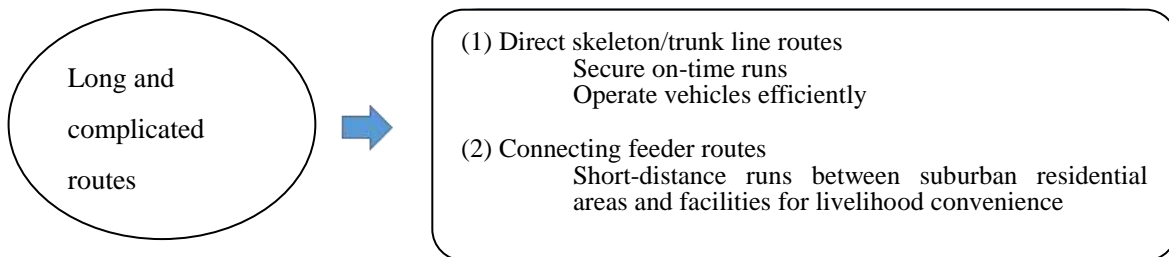 Long and
complicated
routes
(1) Direct skeleton/trunk line routes
Secure on-time runs
Operate vehicles efficiently
(2) Connecting feeder routes
Short-distance runs between suburban residential
areas and facilities for livelihood convenience